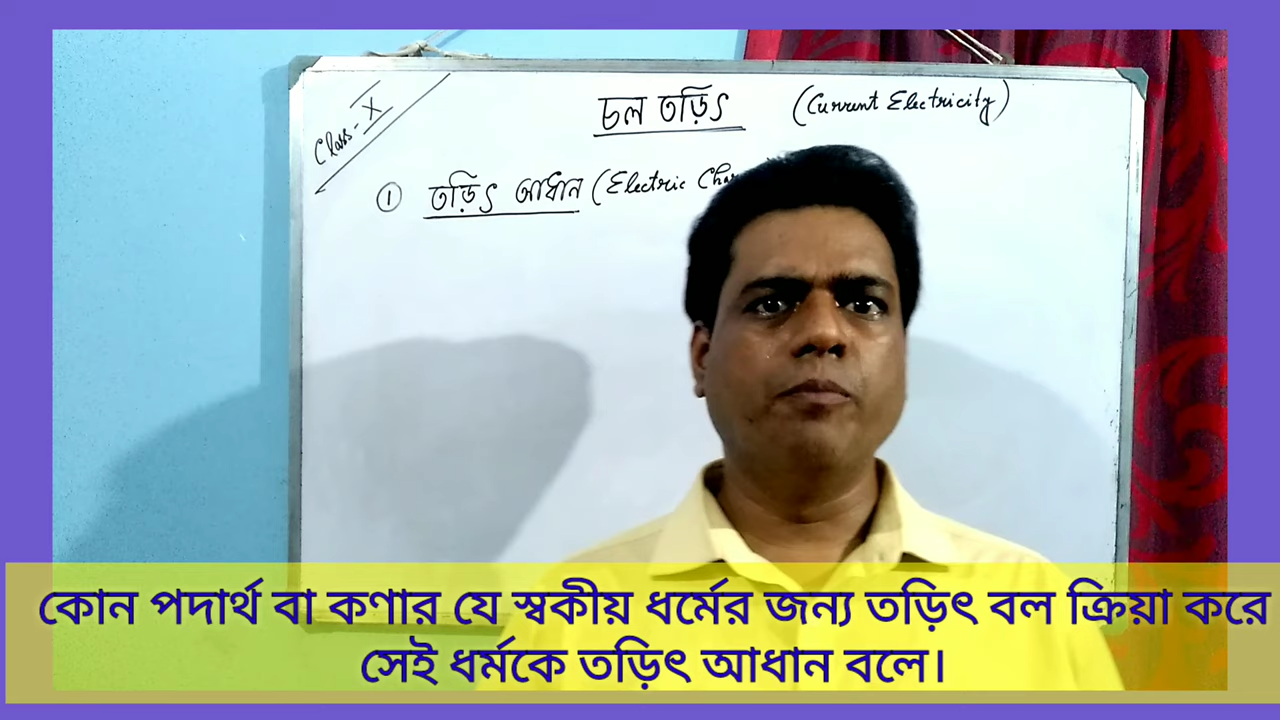 Class - X
চল তড়িৎ (Current Electricity)
① তড়িৎ আধান (Electric
কোন পদার্থ বা কণার যে স্বকীয় ধর্মের জন্য তড়িৎ বল ক্রিয়া করে
সেই ধর্মকে তড়িৎ আধান বলে।